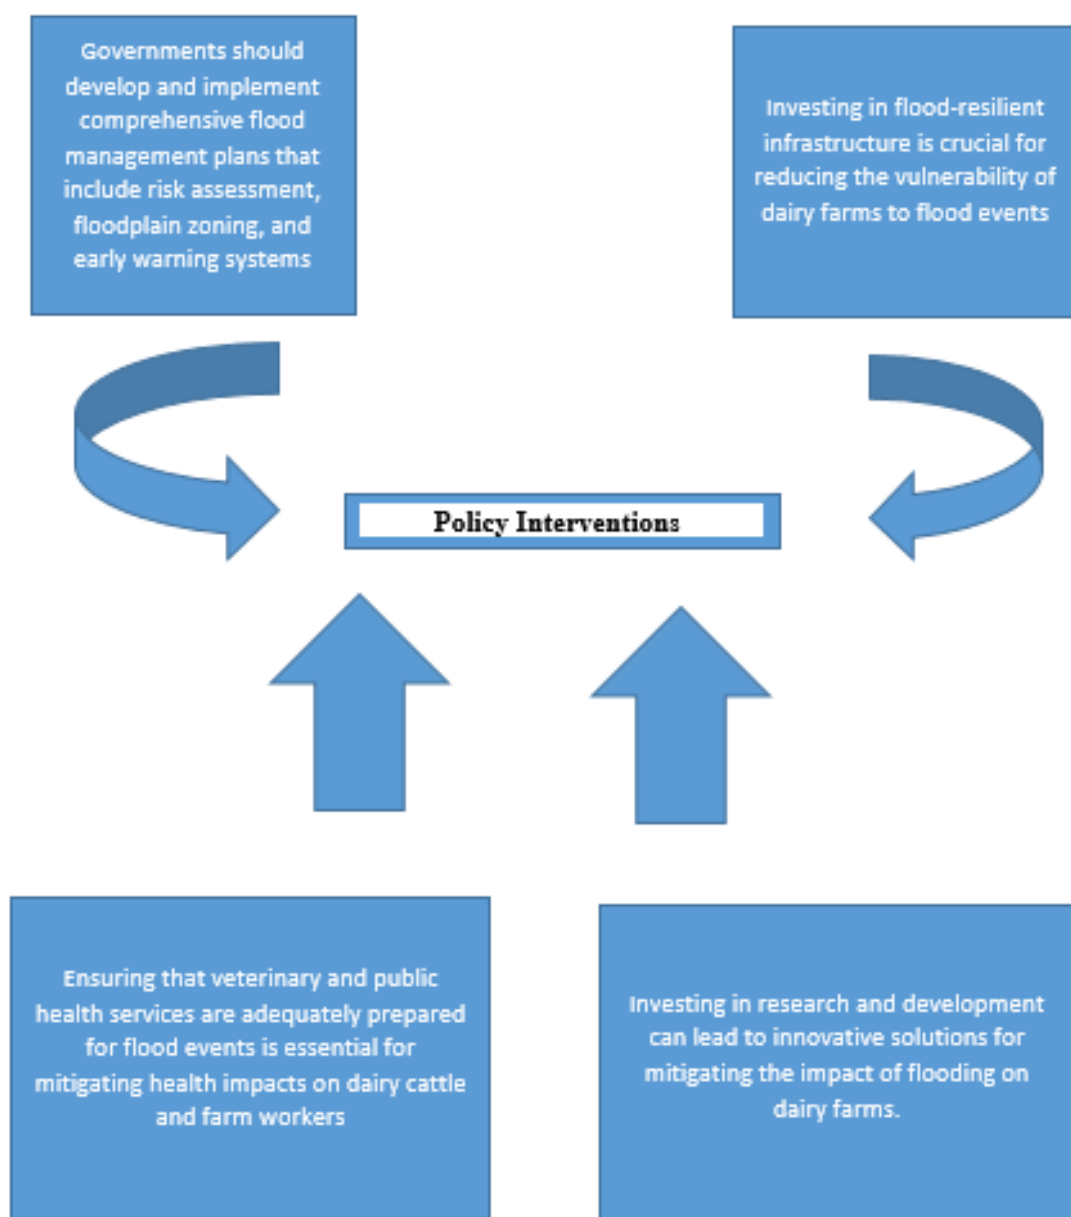 Governments should
develop and implement
comprehensive flood
management plans that
include risk assessment,
floodplain zoning, and
early warning systems
Investing in flood-resilient
infrastructure is crucial for
reducing the vulnerability of
dairy farms to flood events
Policy Interventions
Ensuring that veterinary and public
health services are adequately prepared
for flood events is essential for
mitigating health impacts on dairy cattle
and farm workers
Investing in research and development
can lead to innovative solutions for
mitigating the impact of flooding on
dairy farms.